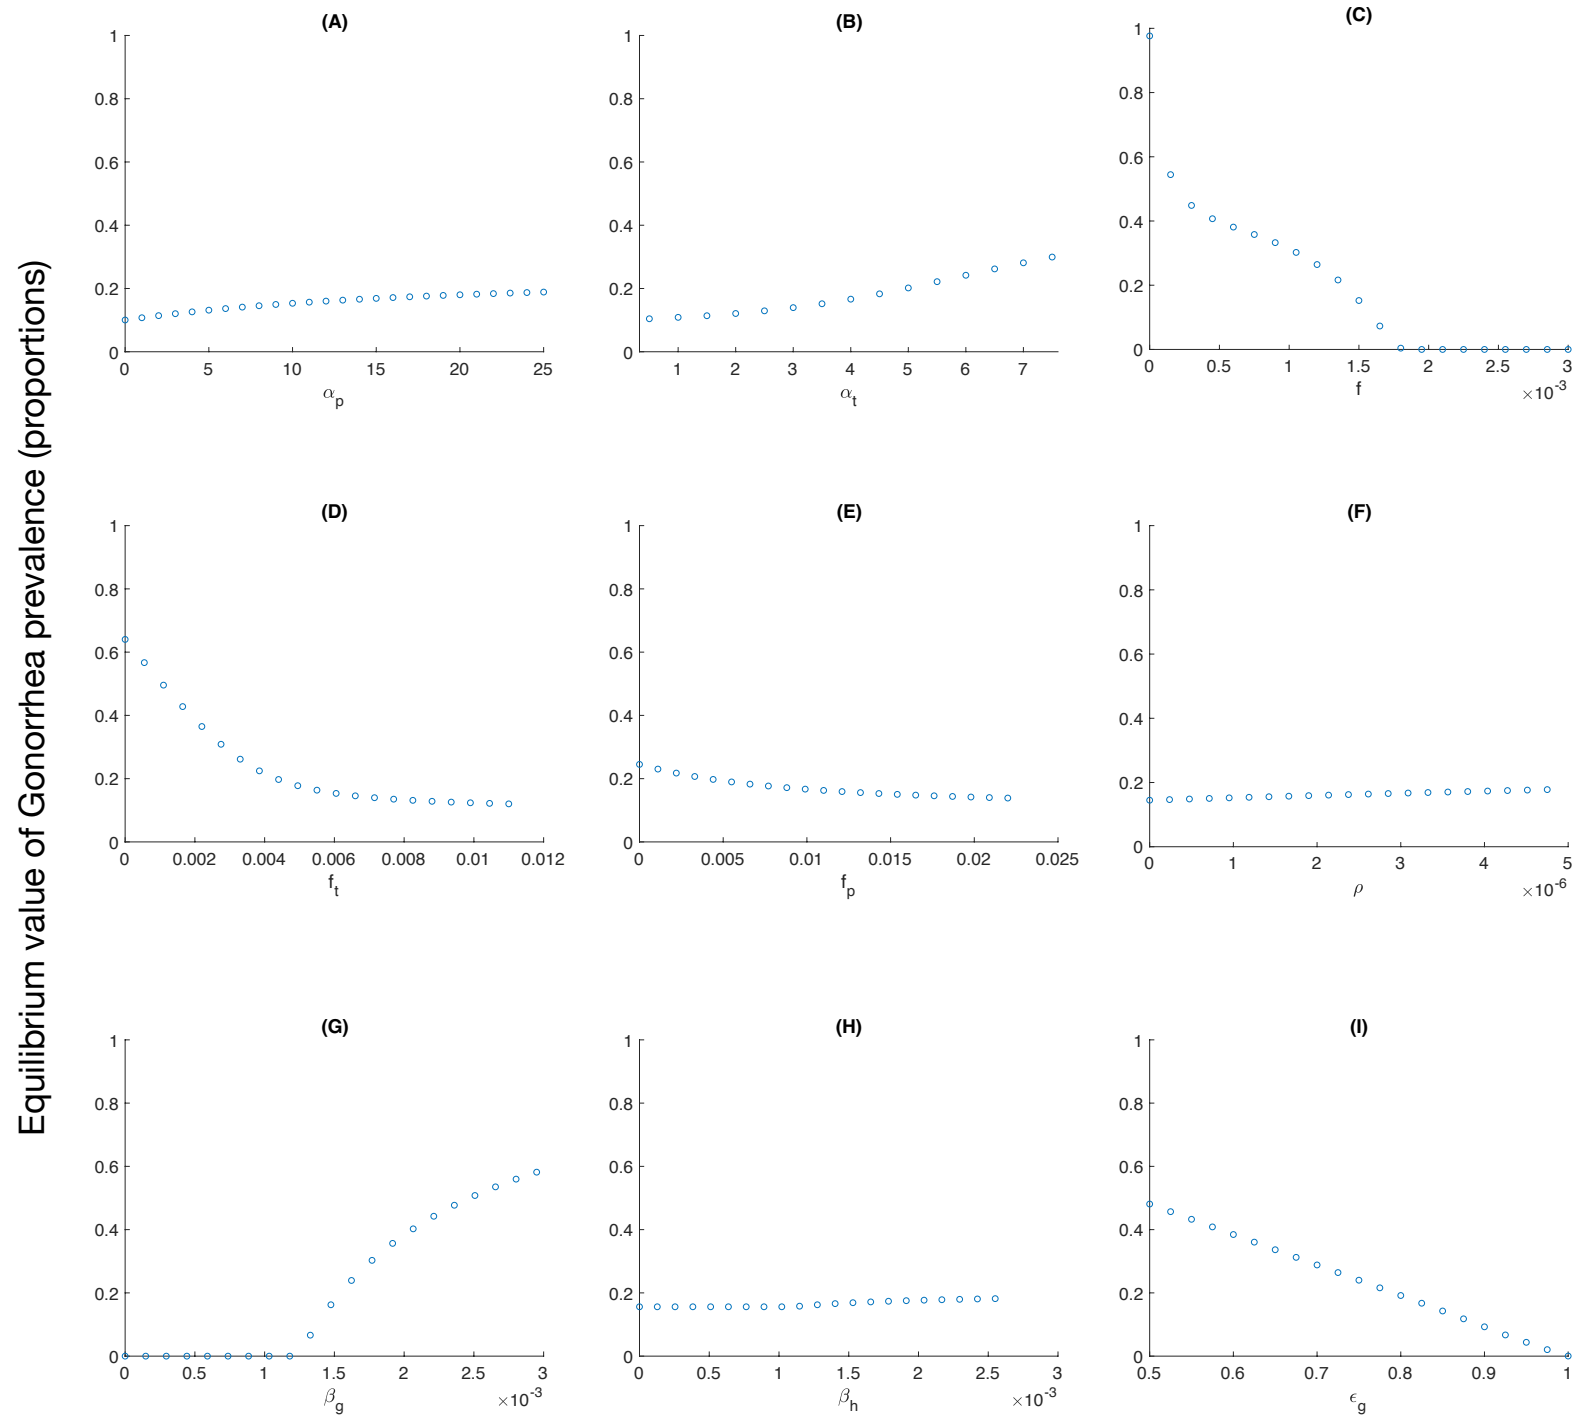 Equilibrium value of Gonorrhea prevalence (proportions)
(A)
1
0.8
0.6
0.4
0.2
0
0 5 10 15 20 25
αp
(B)
1
0.8
0.6
0.4
0.2
0
1 2 3 4 5 6 7
αt
(C)
1
0.8
0.6
0.4
0.2
0
0 0.5 1 1.5 2 2.5 3
f ×10-3
(D)
1
0.8
0.6
0.4
0.2
0
0 0.002 0.004 0.006 0.008 0.01 0.012
ft
(E)
1
0.8
0.6
0.4
0.2
0
0 0.005 0.01 0.015 0.02 0.025
fp
(F)
1
0.8
0.6
0.4
0.2
0
0 1 2 3 4 5
ρ ×10-6
(G)
1
0.8
0.6
0.4
0.2
0
0 0.5 1 1.5 2 2.5 3
βg ×10-3
(H)
1
0.8
0.6
0.4
0.2
0
0 0.5 1 1.5 2 2.5 3
βh ×10-3
(I)
1
0.8
0.6
0.4
0.2
0
0.5 0.6 0.7 0.8 0.9 1
ϵg